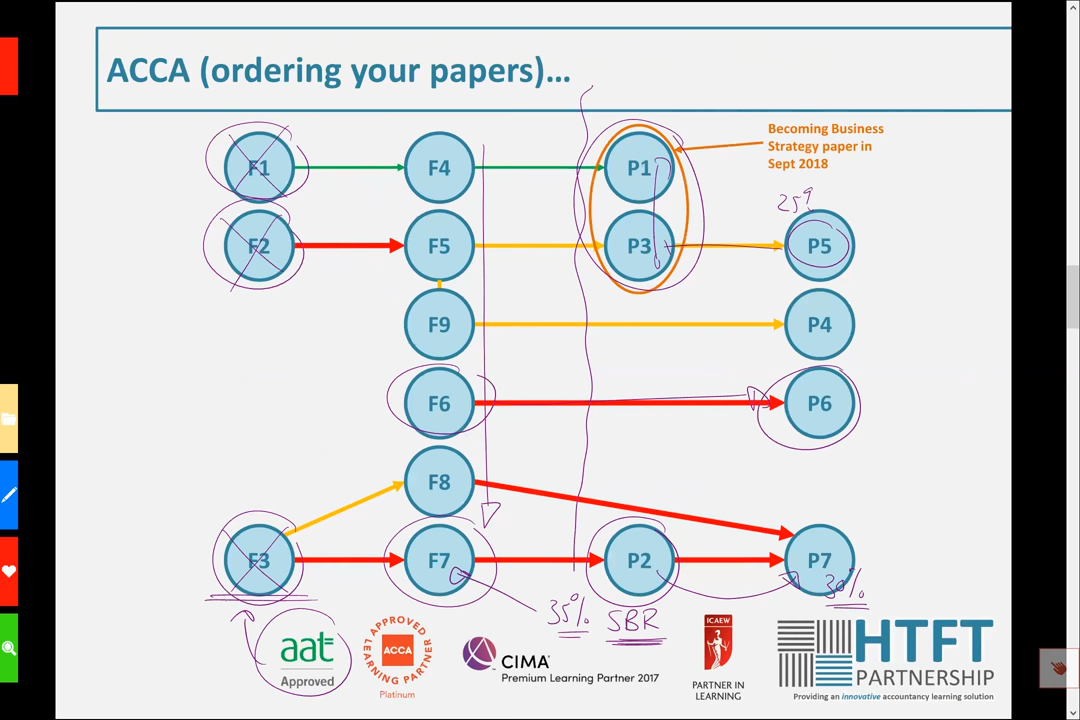 ACCA (ordering your papers)...
Becoming Business
Strategy paper in
Sept 2018
F1
F4
P1
F2
F5
P3
P5
F9
P4
F6
P6
F8
F3
F7
P2
P7
30%
35%
SBR
aat
Approved
APPROVED LEARNING PARTNER
ACCA
Platinum
CIMA
Premium Learning Partner 2017
ICAEW
PARTNER IN
LEARNING
HTFT
PARTNERSHIP
Providing an innovative accountancy learning solution